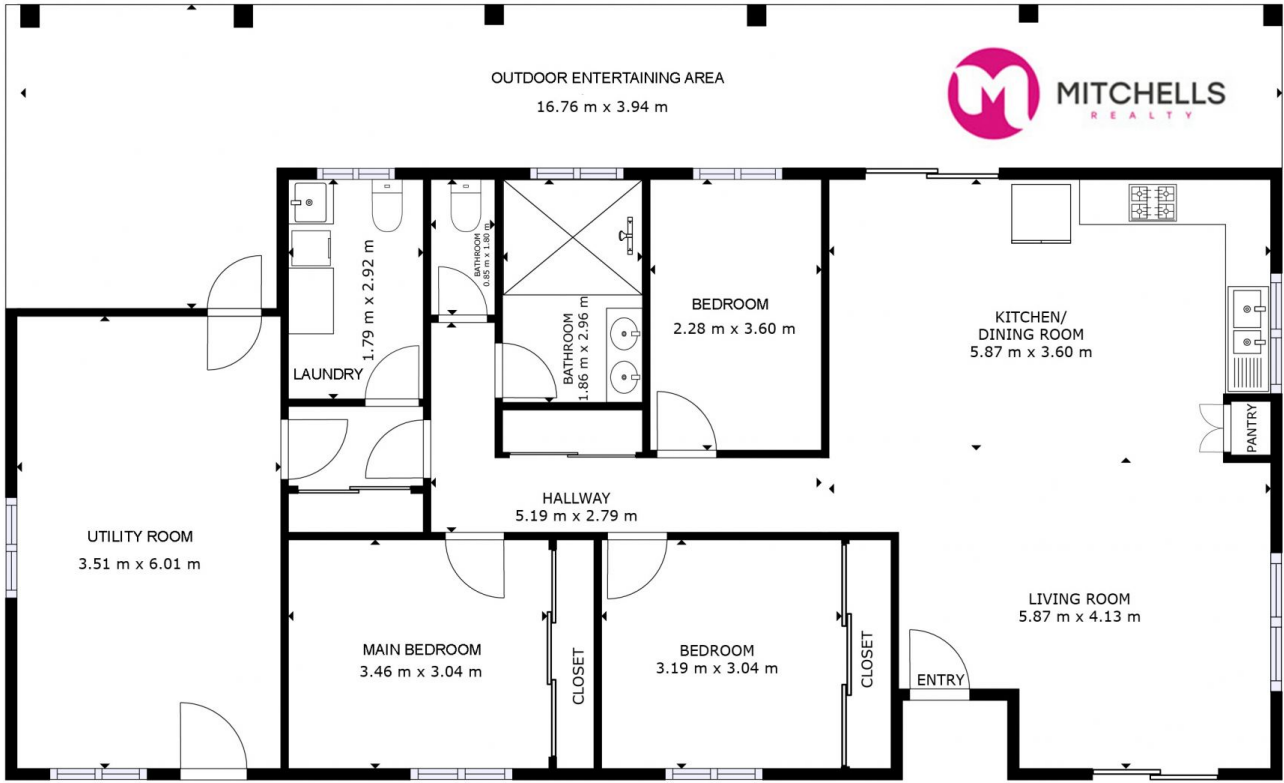 OUTDOOR ENTERTAINING AREA
16.76 m x 3.94 m
MITCHELLS
REALTY
BATHROOM
0.85 m x 1.80 m
1.79 m x 2.92 m
LAUNDRY
BATHROOM
1.86 m x 2.96 m
BEDROOM
2.28 m x 3.60 m
KITCHEN/
DINING ROOM
5.87 m x 3.60 m
PANTRY
HALLWAY
5.19 m x 2.79 m
UTILITY ROOM
3.51 m x 6.01 m
MAIN BEDROOM
3.46 m x 3.04 m
CLOSET
BEDROOM
3.19 m x 3.04 m
CLOSET
LIVING ROOM
5.87 m x 4.13 m
ENTRY